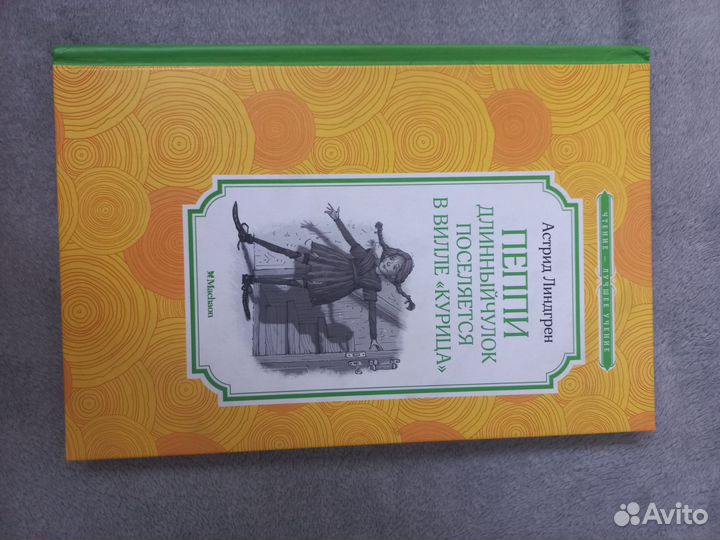 ЧТЕНИЕ – ЛУЧШЕЕ УЧЕНИЕ
Астрид Линдгрен
ПЕППИ
ДЛИННЫЙЧУЛОК
ПОСЕЛЯЕТСЯ
В ВИЛЛЕ «КУРИЦА»
Machaon
Avito